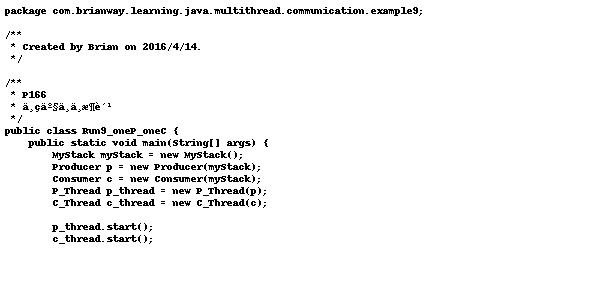 package com.brianway.learning.java.multithread.communication.example9;
/**
 * Created by Brian on 2016/4/14.
 */
/**
 * P166
 * ä¸çäº§ä¸ä¸æ¶è´¹
 */
public class Run9_oneP_oneC {
    public static void main(String[] args) {
        MyStack myStack = new MyStack();
        Producer p = new Producer(myStack);
        Consumer c = new Consumer(myStack);
        P_Thread p_thread = new P_Thread(p);
        C_Thread c_thread = new C_Thread(c);
        p_thread.start();
        c_thread.start();